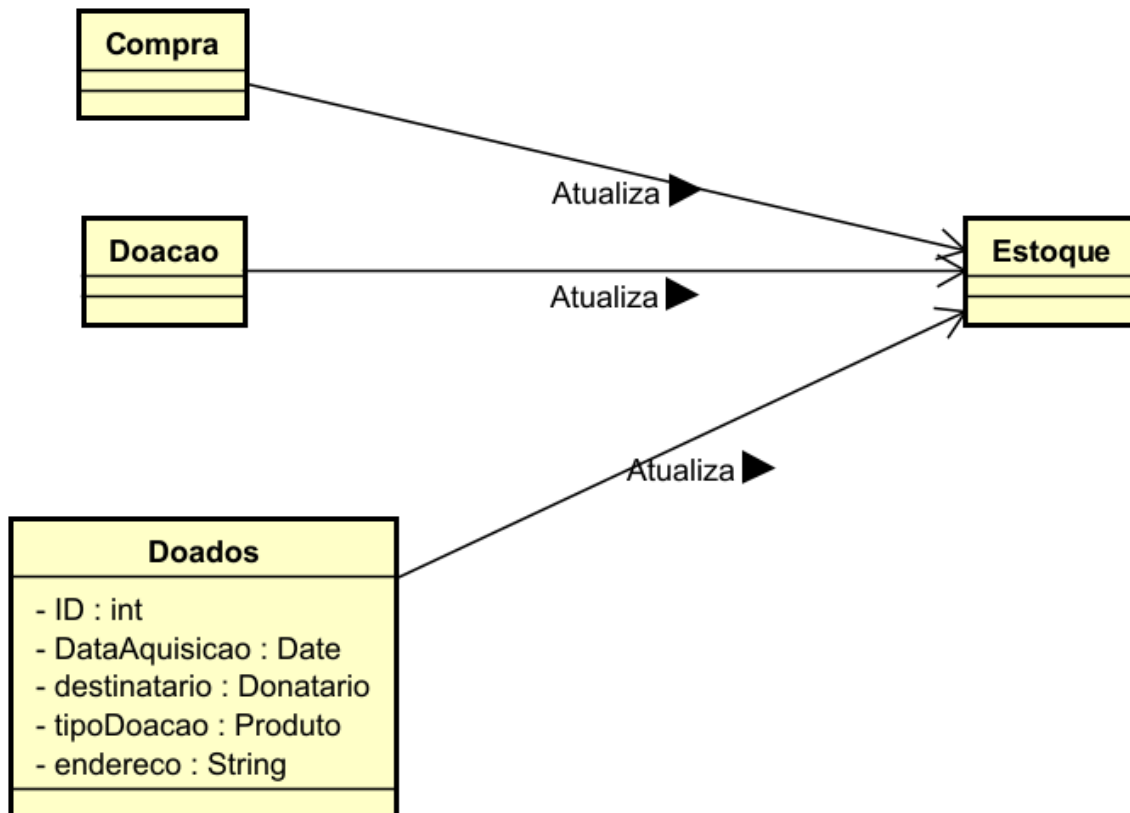 Compra
Atualiza
Doacao
Estoque
Atualiza
Atualiza
Doados
- ID : int
- DataAquisicao : Date
- destinatario : Donatario
- tipoDoacao : Produto
- endereco : String